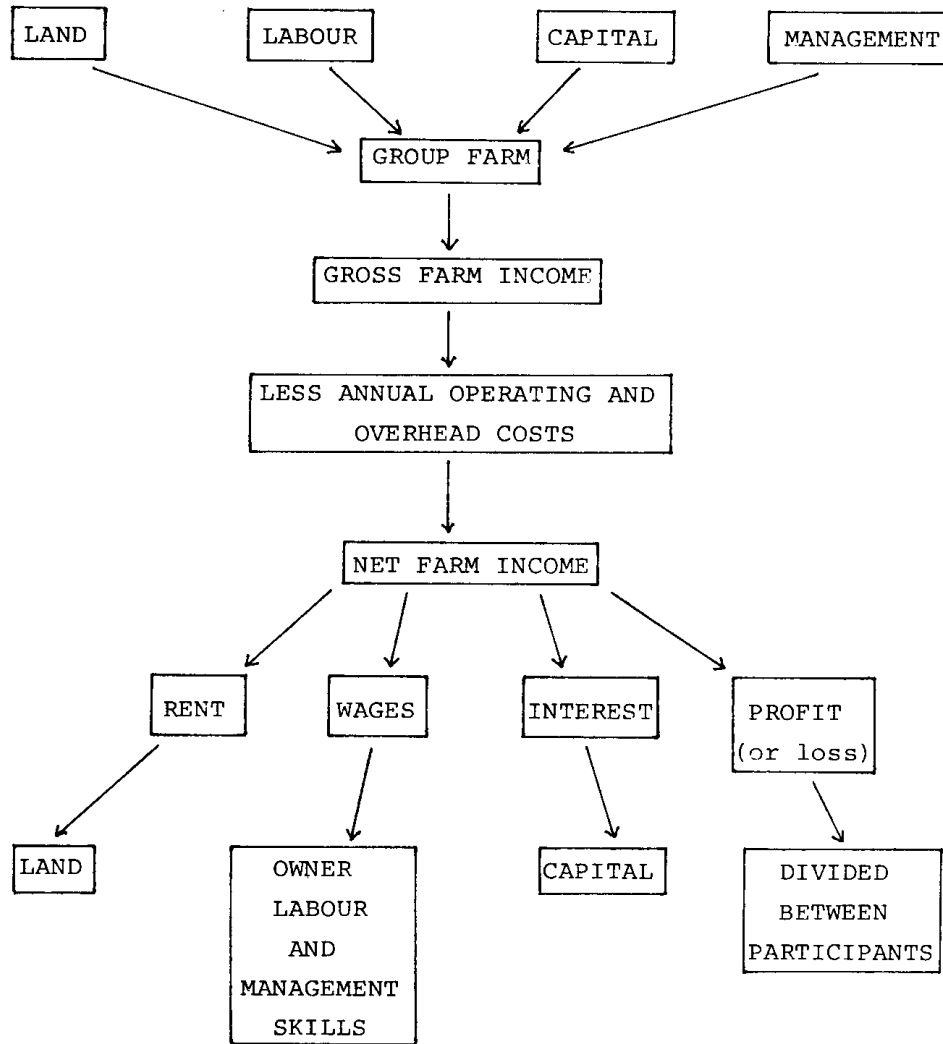 LAND
LABOUR
CAPITAL
MANAGEMENT
GROUP FARM
GROSS FARM INCOME
LESS ANNUAL OPERATING AND
OVERHEAD COSTS
NET FARM INCOME
RENT
WAGES
INTEREST
PROFIT
(or loss)
LAND
OWNER
LABOUR
AND
MANAGEMENT
SKILLS
CAPITAL
DIVIDED
BETWEEN
PARTICIPANTS